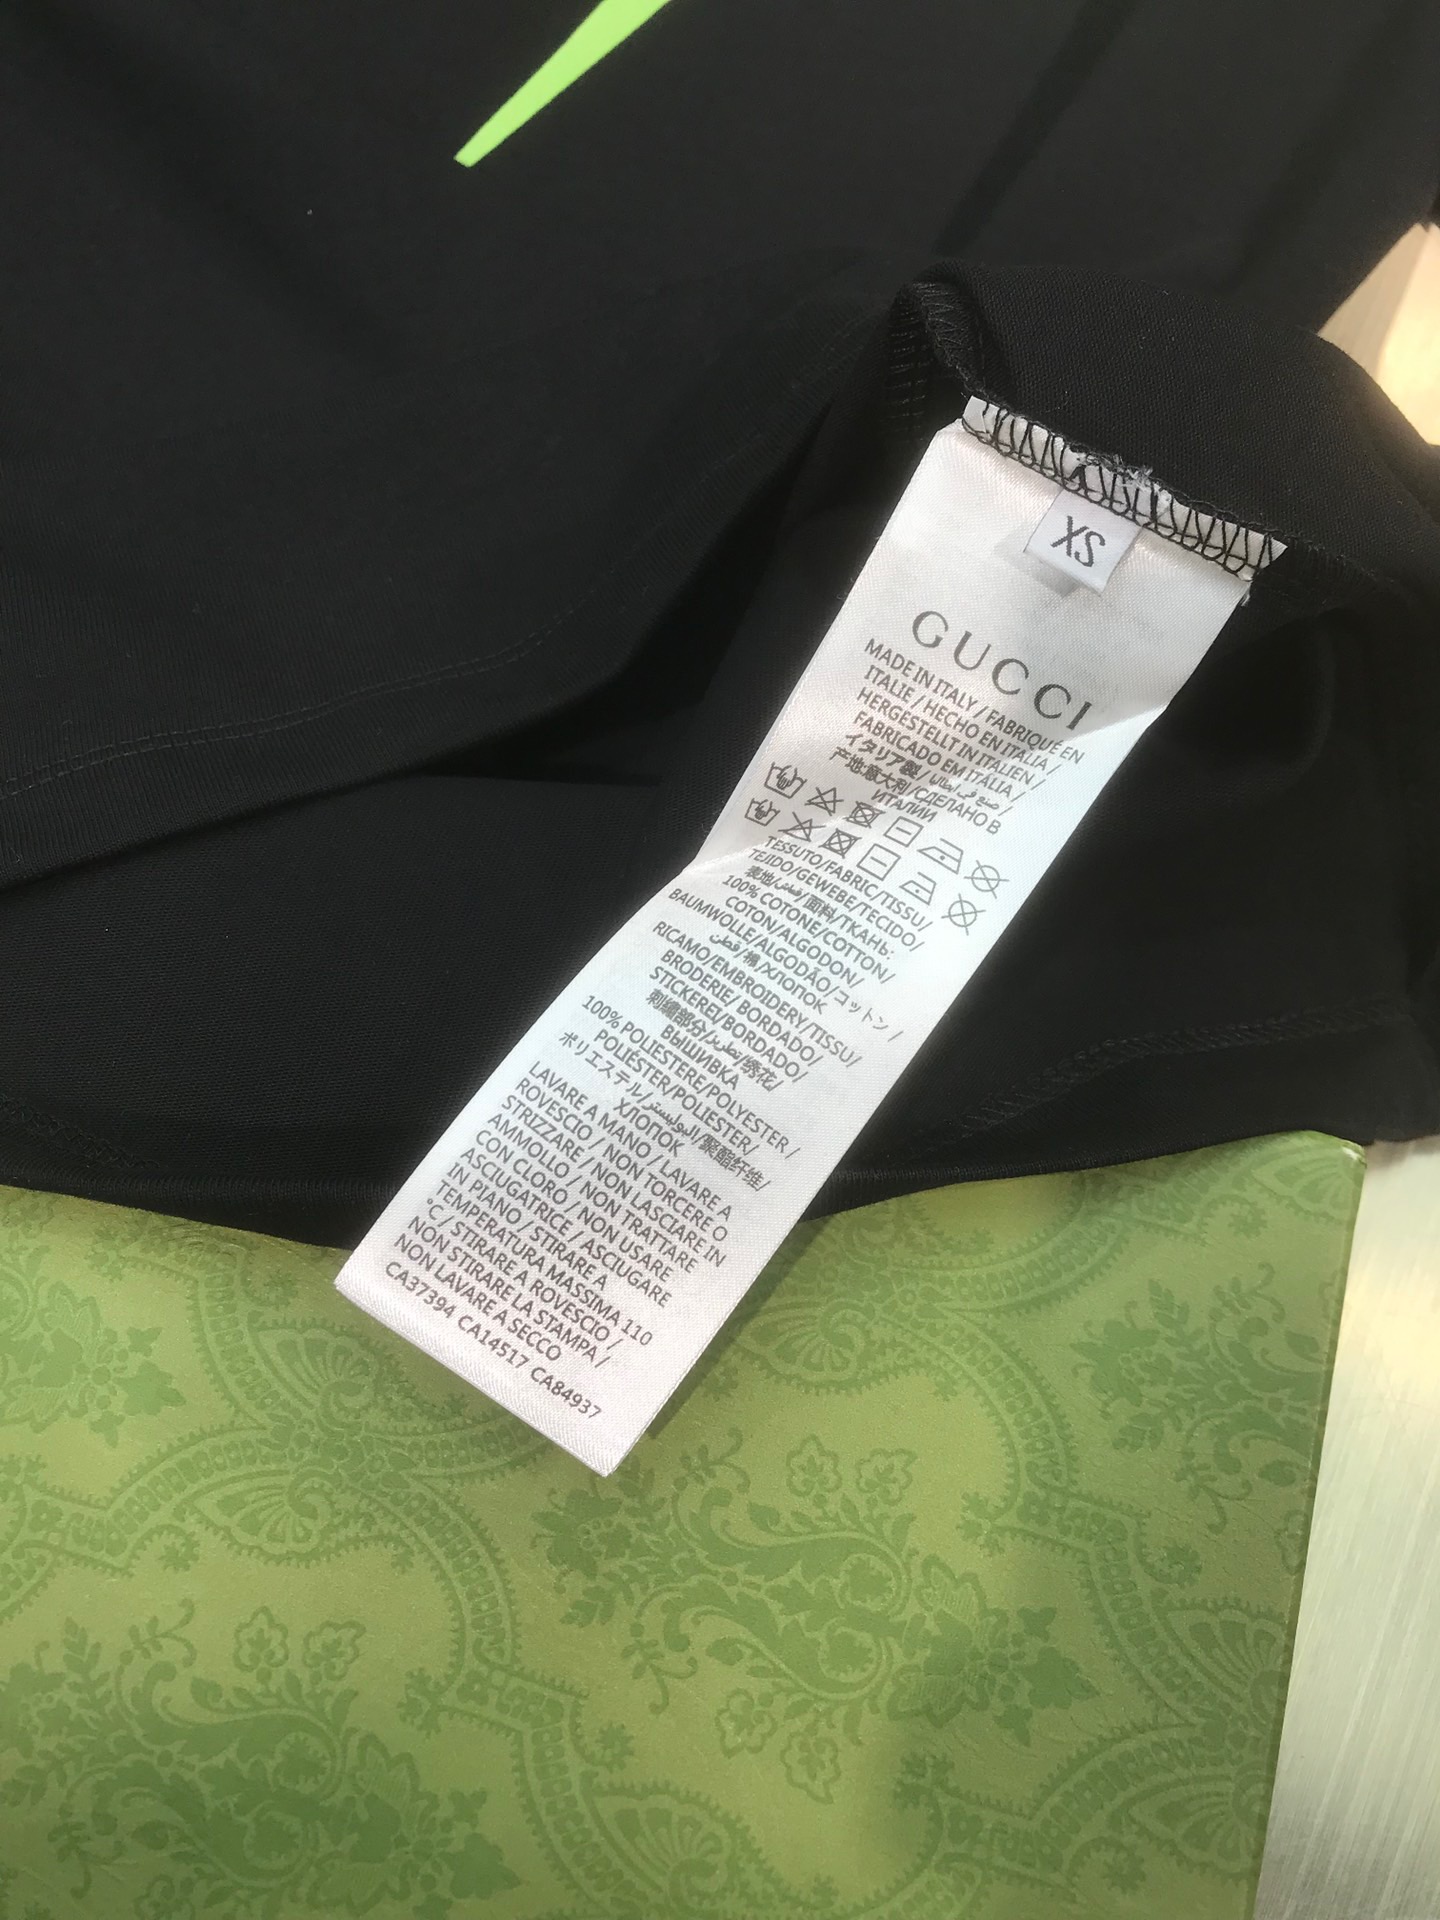 XS
GUCCI
MADE IN ITALY / FABRIQUÉ EN
ITALIE / HECHO EN ITALIA /
HERGESTELLT IN ITALIEN /
FABRICADO EM ITÁLIA /
イタリア製 / صنع في إيطاليا /
产地:意大利/СДЕЛАНО В
ИТАЛИИ
TESSUTO/FABRIC/TISSU/
TEJIDO/GEWEBE/TECIDO/
表地/قماش/面料/ТКАНЬ:
100% COTONE/COTTON/
COTON/ALGODON/
BAUMWOLLE/ALGODÃO/コットン /
قطن/棉/ХЛОПОК
RICAMO/EMBROIDERY/TISSU/
BRODERIE/ BORDADO/
STICKEREI/BORDADO/
刺繍部分/تطريز/绣花/
ВЫШИВКА
100% POLIESTERE/POLYESTER /
POLIÉSTER/POLIESTER/
ポリエステル/البوليستر/聚酯纤维/
ХЛОПОК
LAVARE A MANO / LAVARE A
ROVESCIO / NON TORCERE O
STRIZZARE / NON LASCIARE IN
AMMOLLO / NON TRATTARE
CON CLORO / NON USARE
ASCIUGATRICE / ASCIUGARE
IN PIANO / STIRARE A
TEMPERATURA MASSIMA 110
°C / STIRARE A ROVESCIO /
NON STIRARE LA STAMPA /
NON LAVARE A SECCO
CA37394 CA14517 CA84937